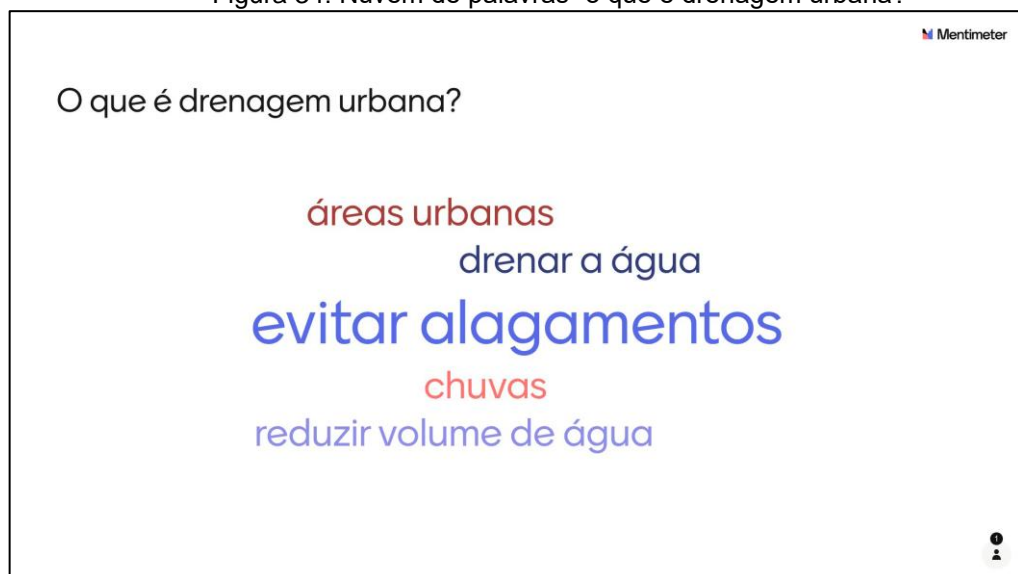 Mentimeter
O que é drenagem urbana?
áreas urbanas
drenar a água
evitar alagamentos
chuvas
reduzir volume de água
1